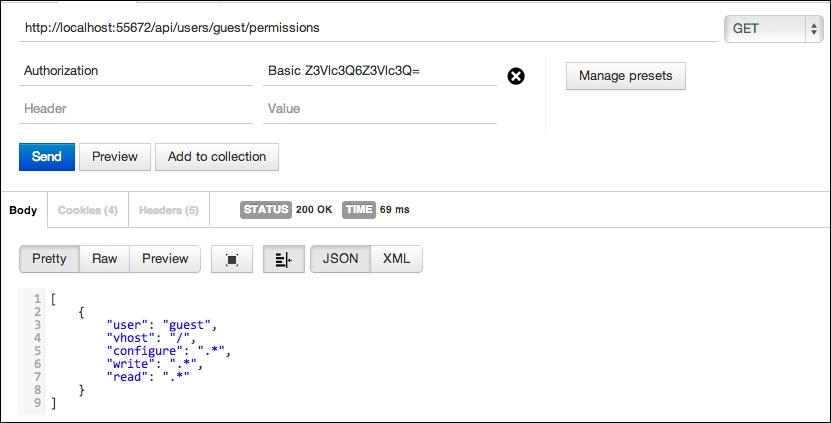 http://localhost:55672/api/users/guest/permissions GET
Authorization Basic Z3Vlc3Q6Z3Vlc3Q= Manage presets
Header Value
Send Preview Add to collection
Body Cookies (4) Headers (5) STATUS 200 OK TIME 69 ms
Pretty Raw Preview JSON XML
1 [
2 {
3 "user": "guest",
4 "vhost": "/",
5 "configure": ".*",
6 "write": ".*",
7 "read": ".*"
8 }
9 ]